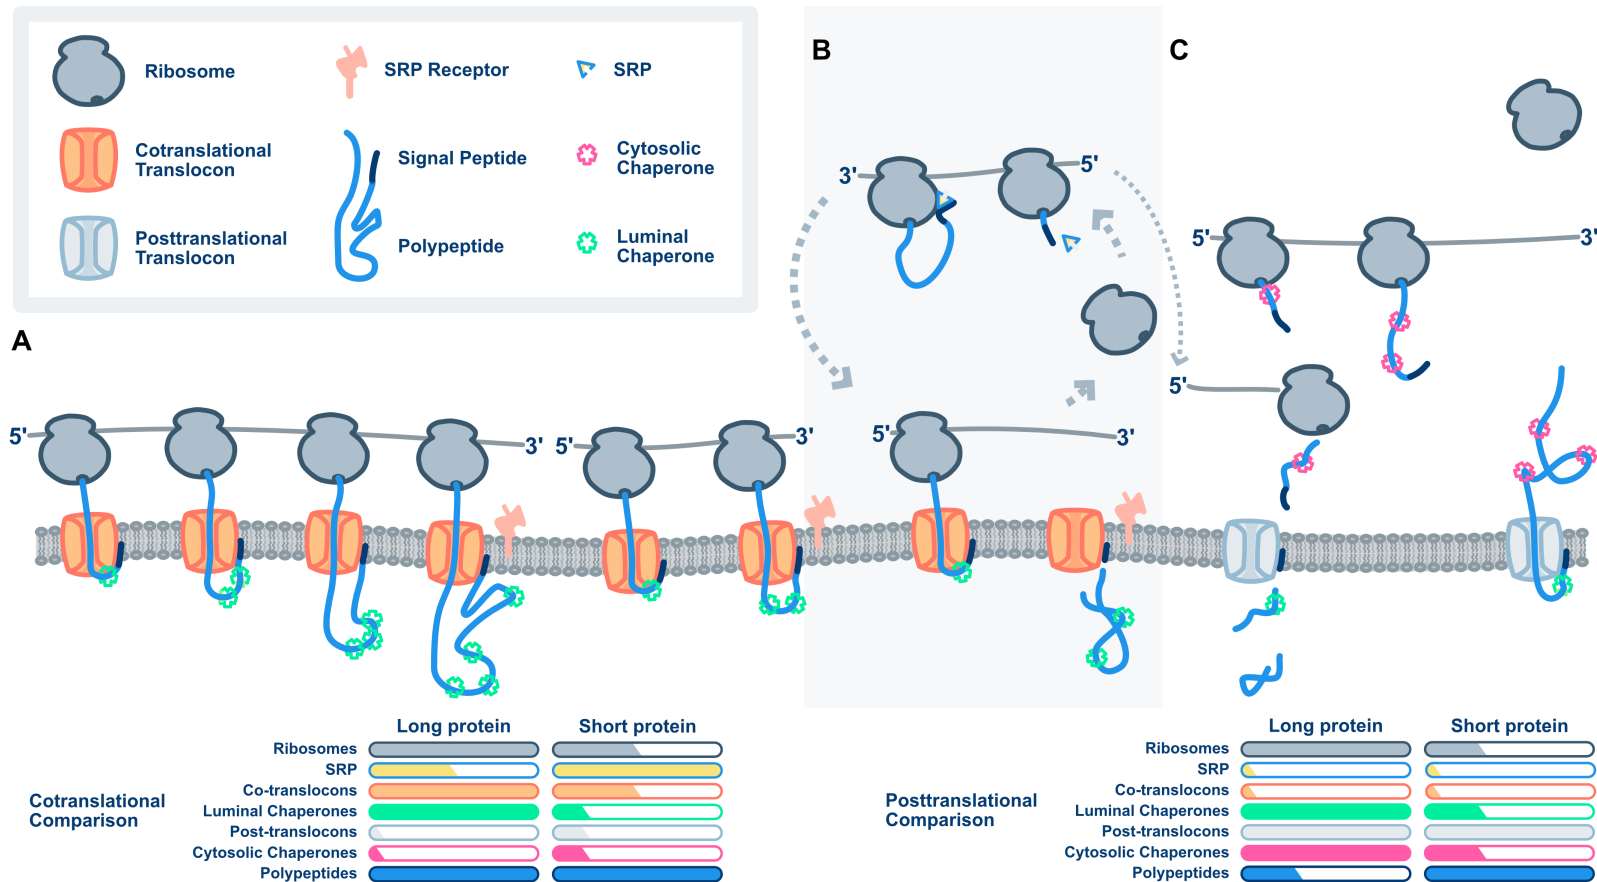 Ribosome
SRP Receptor
SRP
Cotranslational
Translocon
Signal Peptide
Cytosolic
Chaperone
Posttranslational
Translocon
Polypeptide
Luminal
Chaperone
A
5'
3'
5'
3'
B
3'
5'
5'
3'
C
5'
3'
5'
Cotranslational
Comparison
Long protein
Short protein
Ribosomes
SRP
Co-translocons
Luminal Chaperones
Post-translocons
Cytosolic Chaperones
Polypeptides
Posttranslational
Comparison
Long protein
Short protein
Ribosomes
SRP
Co-translocons
Luminal Chaperones
Post-translocons
Cytosolic Chaperones
Polypeptides